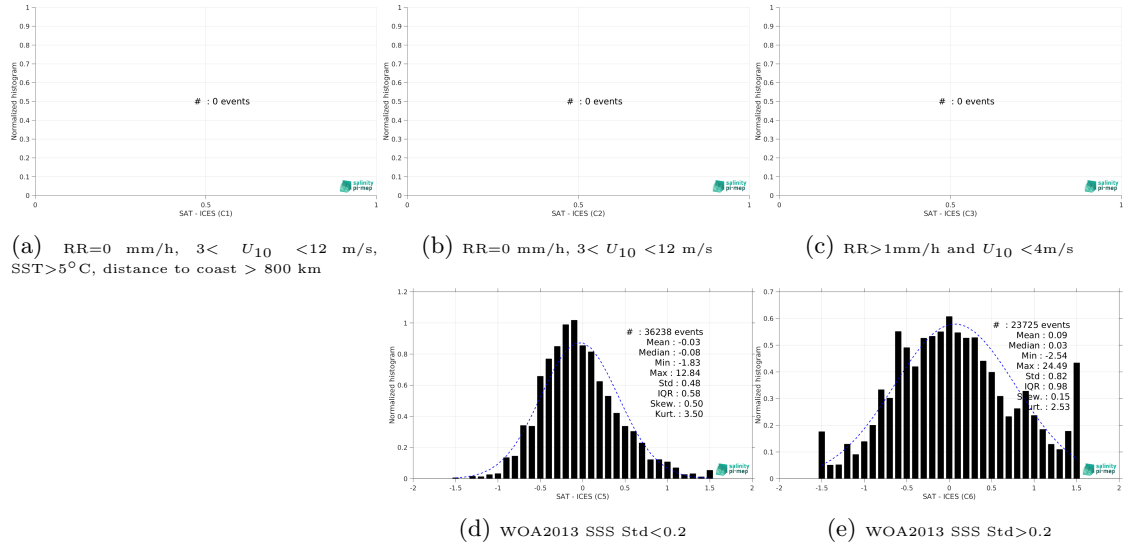 1
0.9
0.8
0.7
0.6
0.5
0.4
0.3
0.2
0.1
0
Normalized histogram
# : 0 events
salinity
pi-mep
0 0.5 1
SAT - ICES (C1)
(a) RR=0 mm/h, 3< U10 <12 m/s,
SST>5°C, distance to coast > 800 km
1
0.9
0.8
0.7
0.6
0.5
0.4
0.3
0.2
0.1
0
Normalized histogram
# : 0 events
salinity
pi-mep
0 0.5 1
SAT - ICES (C2)
(b) RR=0 mm/h, 3< U10 <12 m/s
1
0.9
0.8
0.7
0.6
0.5
0.4
0.3
0.2
0.1
0
Normalized histogram
# : 0 events
salinity
pi-mep
0 0.5 1
SAT - ICES (C3)
(c) RR>1mm/h and U10 <4m/s
1.2
1
0.8
0.6
0.4
0.2
0
Normalized histogram
# : 36238 events
Mean : -0.03
Median : -0.08
Min : -1.83
Max : 12.84
Std : 0.48
IQR : 0.58
Skew. : 0.50
Kurt. : 3.50
salinity
pi-mep
-2 -1.5 -1 -0.5 0 0.5 1 1.5 2
SAT - ICES (C5)
(d) WOA2013 SSS Std<0.2
0.7
0.6
0.5
0.4
0.3
0.2
0.1
0
Normalized histogram
# : 23725 events
Mean : 0.09
Median : 0.03
Min : -2.54
Max : 24.49
Std : 0.82
IQR : 0.98
Skew. : 0.15
Kurt. : 2.53
salinity
pi-mep
-2 -1.5 -1 -0.5 0 0.5 1 1.5 2
SAT - ICES (C6)
(e) WOA2013 SSS Std>0.2